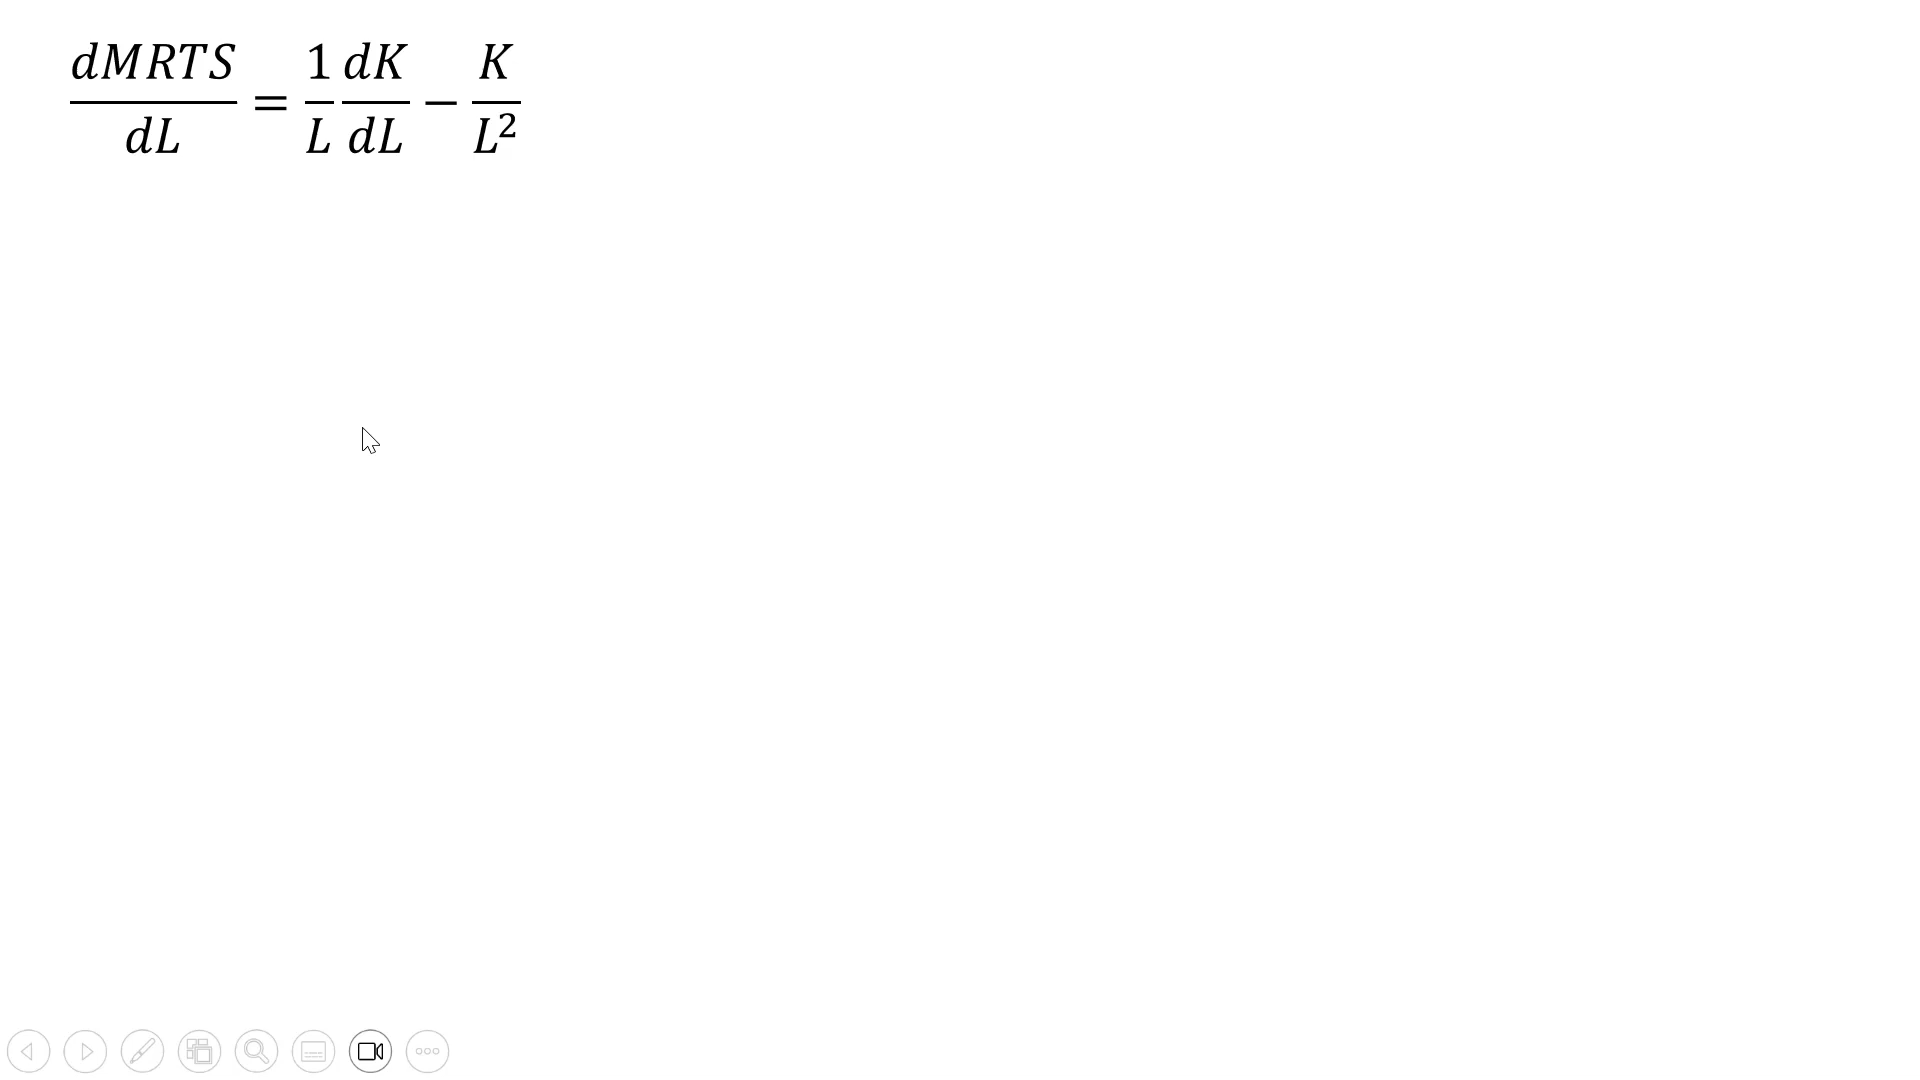 dMRTS/dL = 1/L dK/dL − K/L²